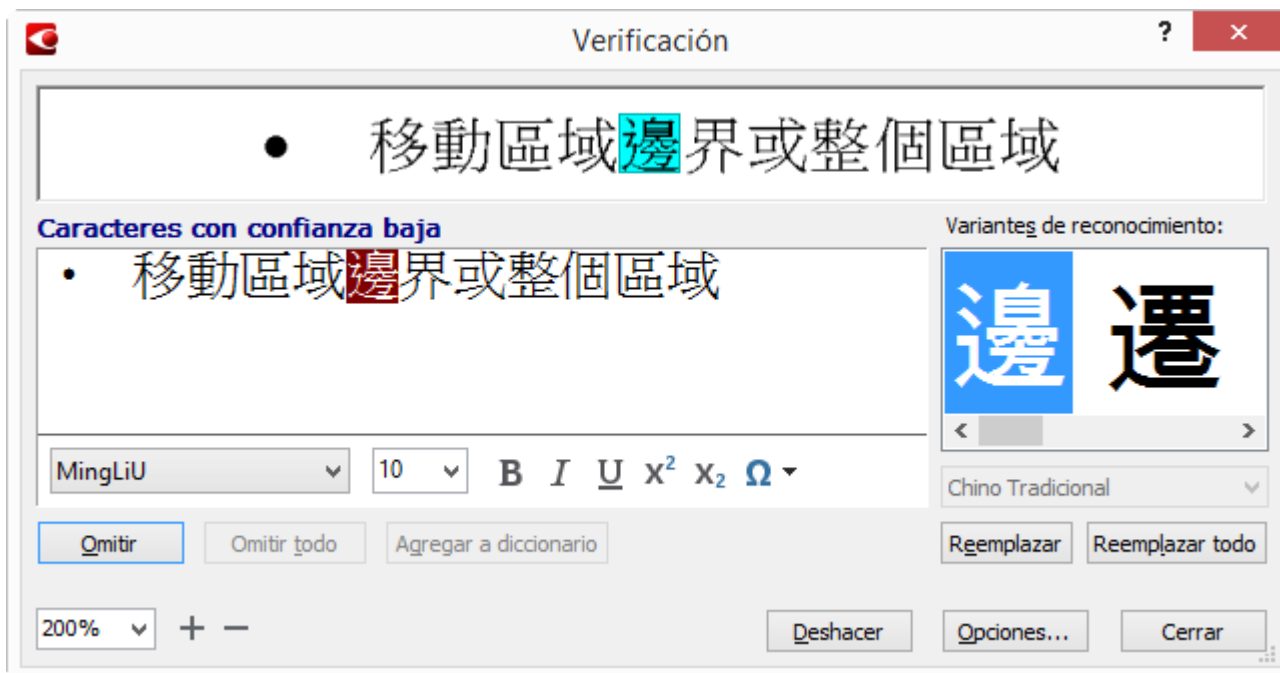 Verificación ? ×
• 移動區域邊界或整個區域
Caracteres con confianza baja
Variantes de reconocimiento:
• 移動區域邊界或整個區域
邊 遷
MingLiU 10 B I U X² X₂ Ω
Chino Tradicional
Omitir Omitir todo Agregar a diccionario Reemplazar Reemplazar todo
200% + − Deshacer Opciones... Cerrar